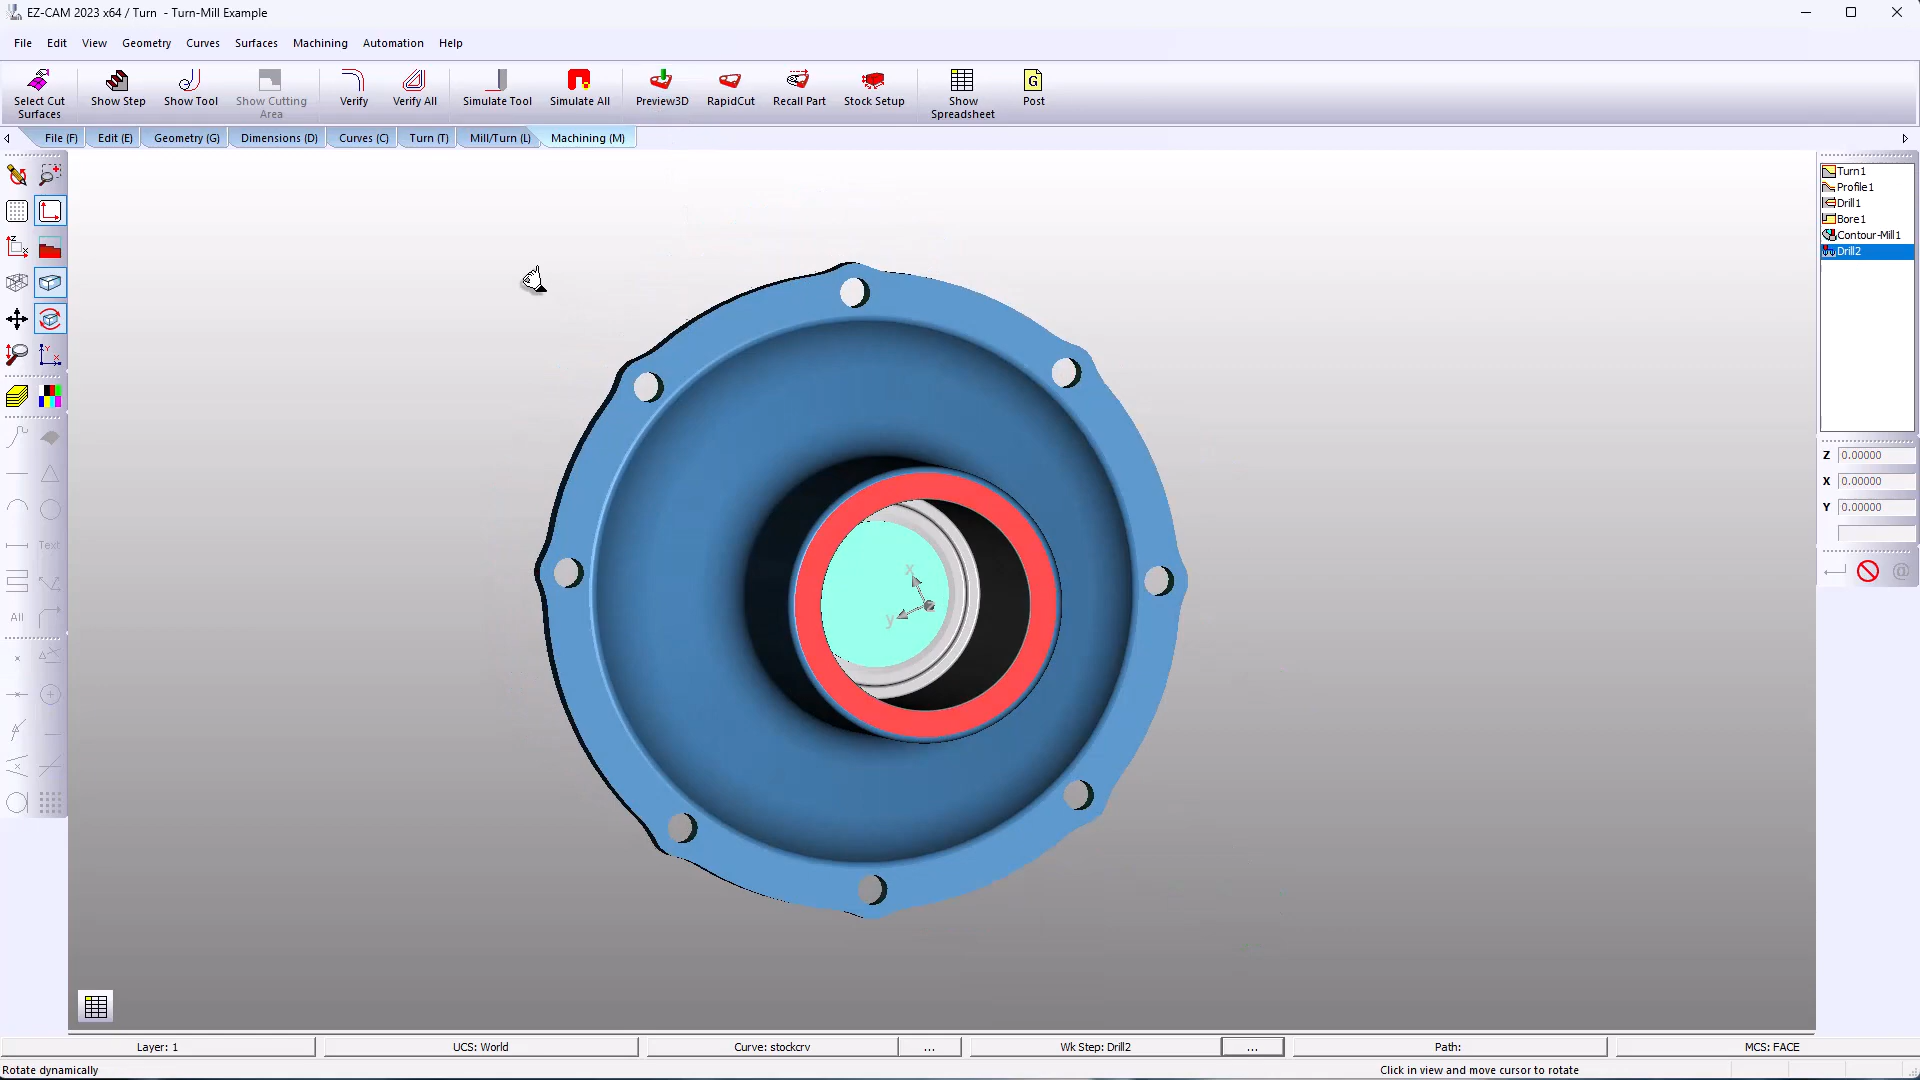 EZ-CAM 2023 x64 / Turn - Turn-Mill Example
File Edit View Geometry Curves Surfaces Machining Automation Help
Select Cut Surfaces
Show Step
Show Tool
Show Cutting Area
Verify
Verify All
Simulate Tool
Simulate All
Preview3D
RapidCut
Recall Part
Stock Setup
Show Spreadsheet
G
Post
File (F) Edit (E) Geometry (G) Dimensions (D) Curves (C) Turn (T) Mill/Turn (L) Machining (M)
Turn1
Profile1
Drill1
Bore1
Contour-Mill1
Drill2
Z 0.00000
X 0.00000
Y 0.00000
@
Text
All
x
y
Layer: 1 UCS: World Curve: stockcrv ... Wk Step: Drill2 ... Path: MCS: FACE
Rotate dynamically Click in view and move cursor to rotate